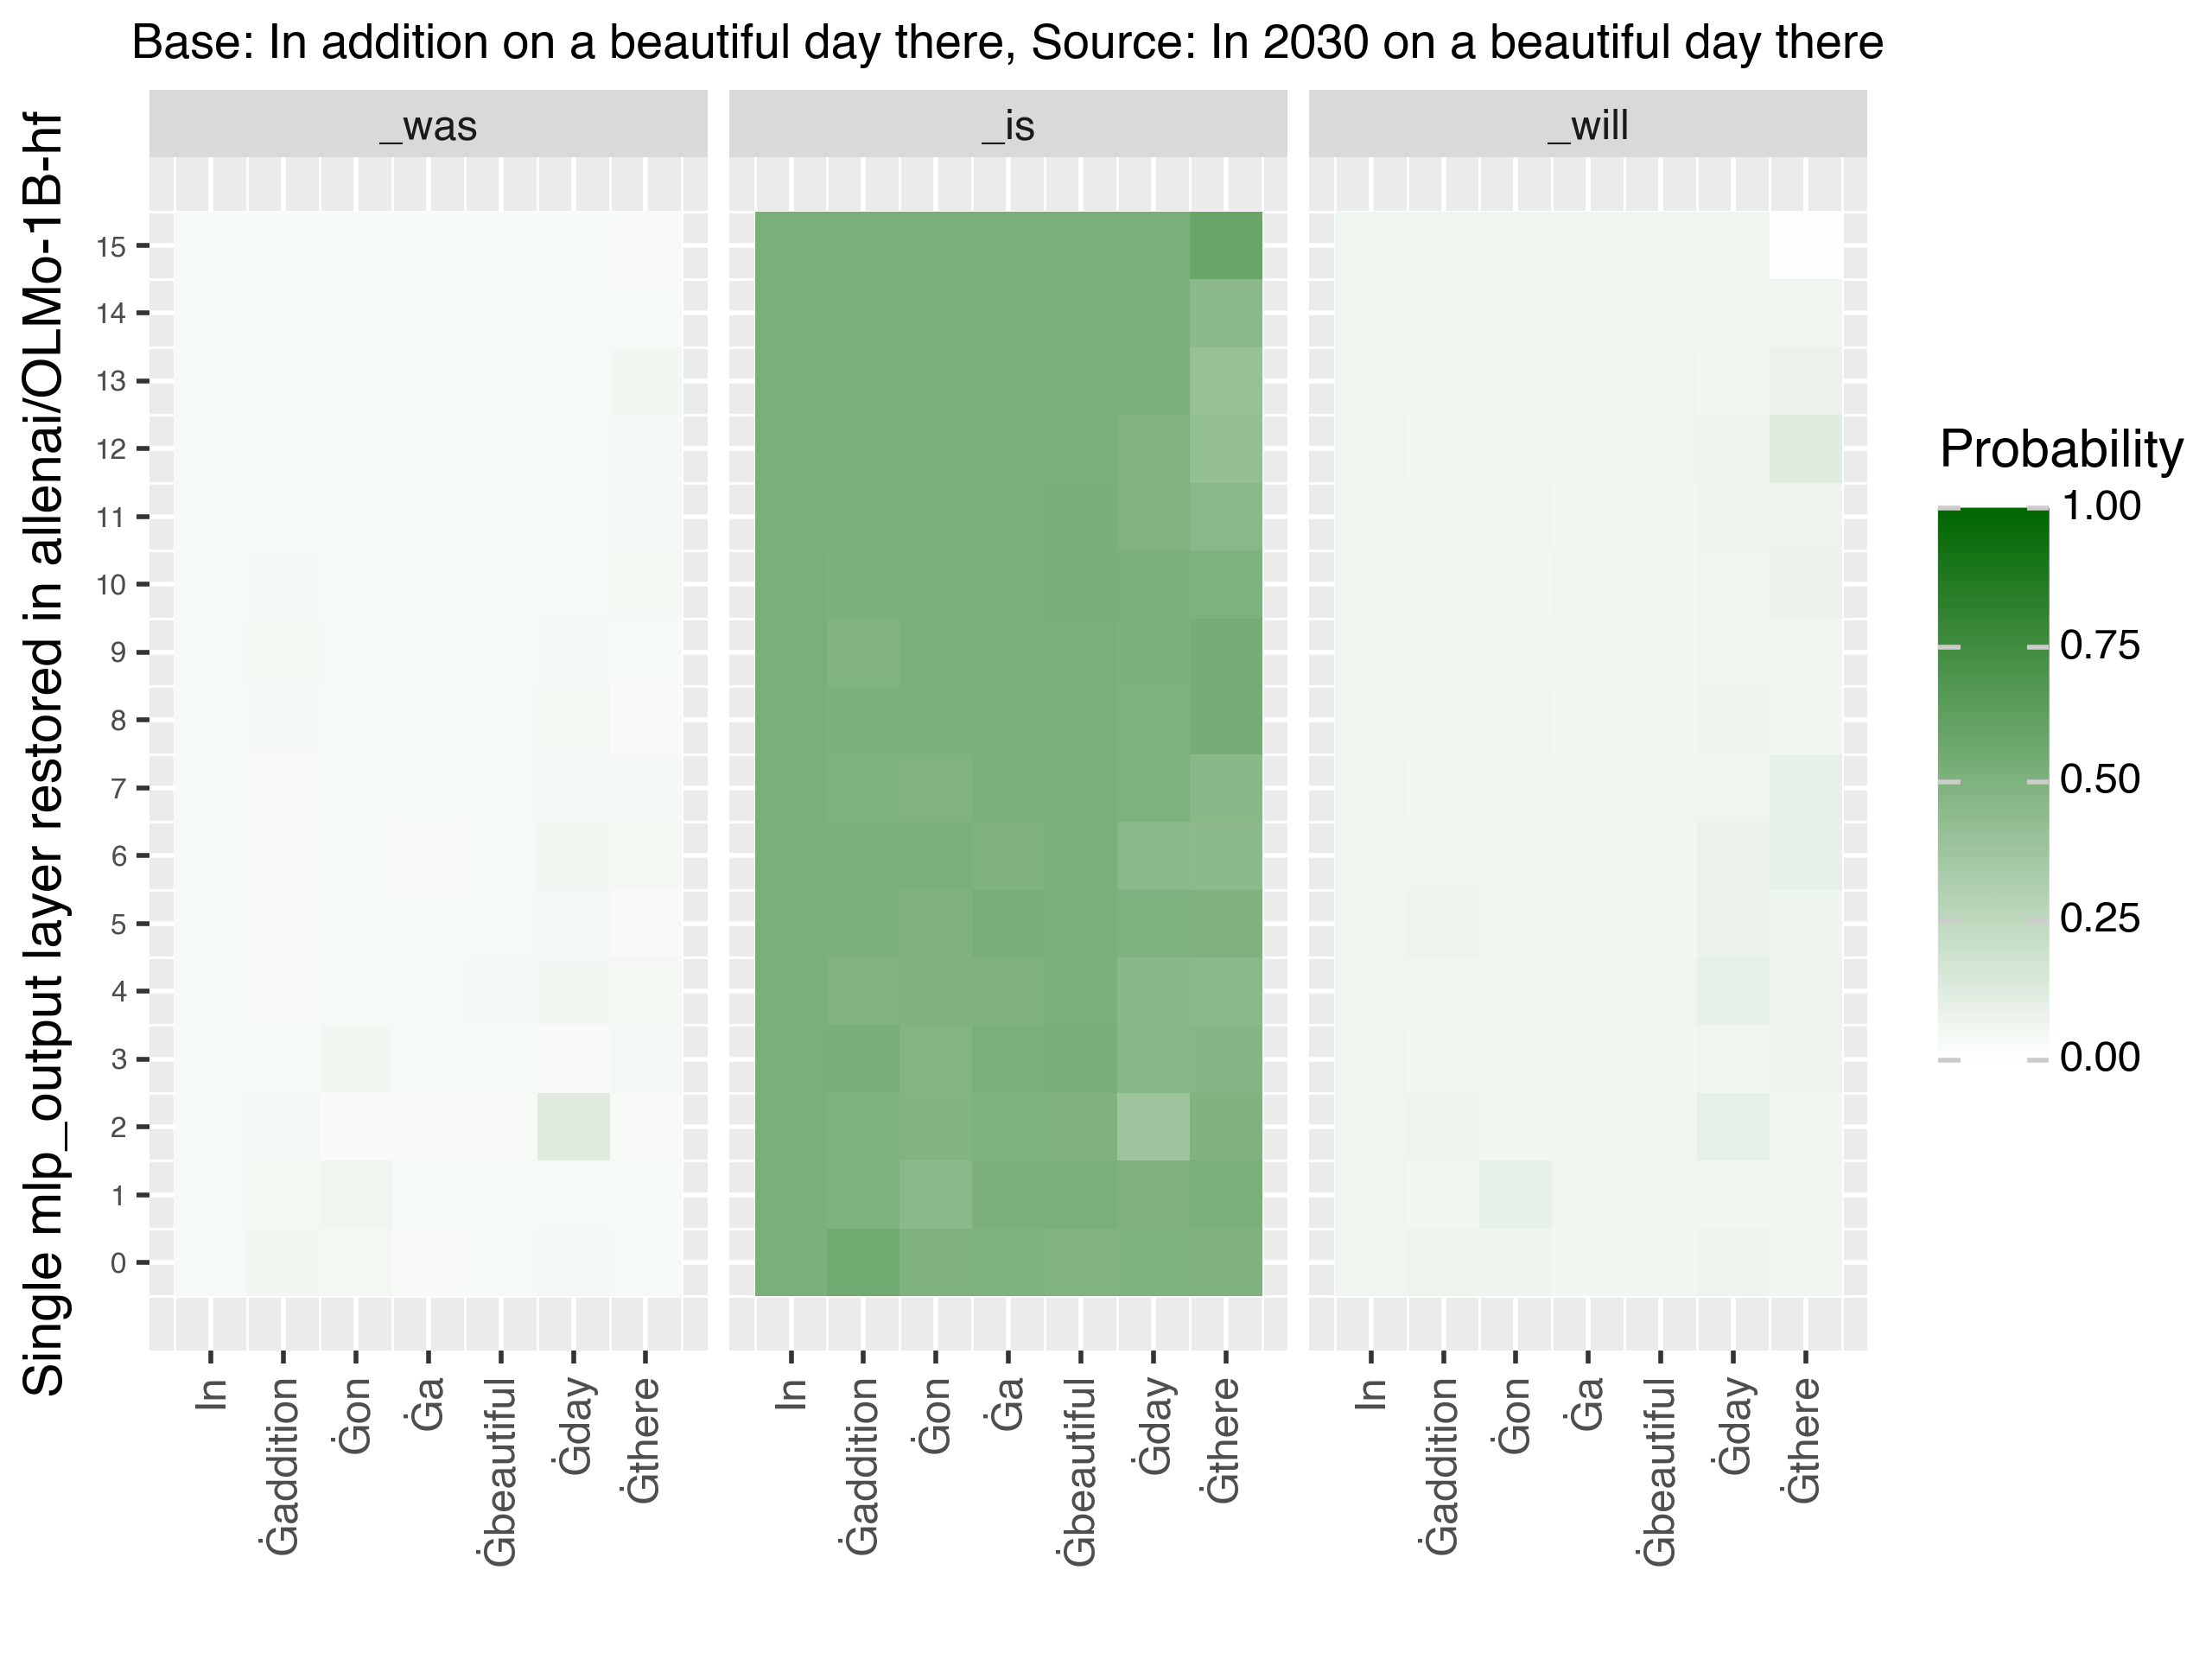 Base: In addition on a beautiful day there, Source: In 2030 on a beautiful day there
Single mlp_output layer restored in allenai/OLMo-1B-hf
_was
_is
_will
15
14
13
12
11
10
9
8
7
6
5
4
3
2
1
0
In
Ġaddition
Ġon
Ġa
Ġbeautiful
Ġday
Ġthere
In
Ġaddition
Ġon
Ġa
Ġbeautiful
Ġday
Ġthere
In
Ġaddition
Ġon
Ġa
Ġbeautiful
Ġday
Ġthere
Probability
1.00
0.75
0.50
0.25
0.00